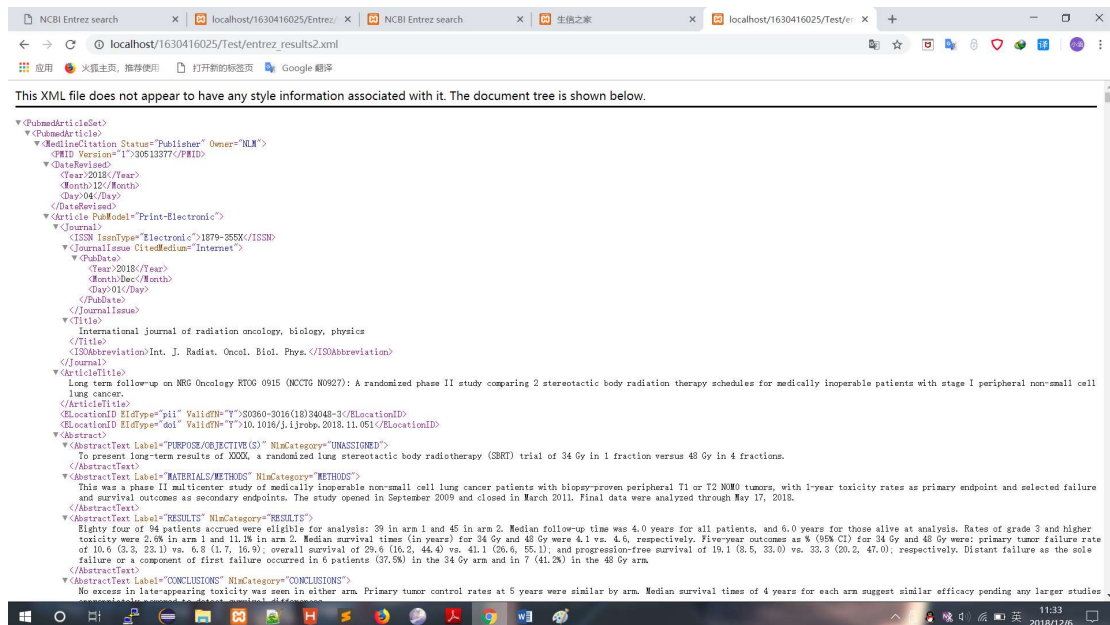 NCBI Entrez search
localhost/1630416025/Entrez/
NCBI Entrez search
生信之家
localhost/1630416025/Test/en
localhost/1630416025/Test/entrez_results2.xml
应用 火狐主页，推荐使用 打开新的标签页 Google 翻译
This XML file does not appear to have any style information associated with it. The document tree is shown below.
▼<PubmedArticleSet>
▼<PubmedArticle>
▼<MedlineCitation Status="Publisher" Owner="NLM">
<PMID Version="1">30513377</PMID>
▼<DateRevised>
<Year>2018</Year>
<Month>12</Month>
<Day>04</Day>
</DateRevised>
▼<Article PubModel="Print-Electronic">
▼<Journal>
<ISSN IssnType="Electronic">1879-355X</ISSN>
▼<JournalIssue CitedMedium="Internet">
▼<PubDate>
<Year>2018</Year>
<Month>Dec</Month>
<Day>01</Day>
</PubDate>
</JournalIssue>
▼<Title>
International journal of radiation oncology, biology, physics
</Title>
<ISOAbbreviation>Int. J. Radiat. Oncol. Biol. Phys.</ISOAbbreviation>
</Journal>
▼<ArticleTitle>
Long term follow-up on NRG Oncology RTOG 0915 (NCCTG N0927): A randomized phase II study comparing 2 stereotactic body radiation therapy schedules for medically inoperable patients with stage I peripheral non-small cell
lung cancer.
</ArticleTitle>
<ELocationID EIdType="pii" ValidYN="Y">S0360-3016(18)34048-3</ELocationID>
<ELocationID EIdType="doi" ValidYN="Y">10.1016/j.ijrobp.2018.11.051</ELocationID>
▼<Abstract>
▼<AbstractText Label="PURPOSE/OBJECTIVE(S)" NlmCategory="UNASSIGNED">
To present long-term results of XXXX, a randomized lung stereotactic body radiotherapy (SBRT) trial of 34 Gy in 1 fraction versus 48 Gy in 4 fractions.
</AbstractText>
▼<AbstractText Label="MATERIALS/METHODS" NlmCategory="METHODS">
This was a phase II multicenter study of medically inoperable non-small cell lung cancer patients with biopsy-proven peripheral T1 or T2 N0M0 tumors, with 1-year toxicity rates as primary endpoint and selected failure
and survival outcomes as secondary endpoints. The study opened in September 2009 and closed in March 2011. Final data were analyzed through May 17, 2018.
</AbstractText>
▼<AbstractText Label="RESULTS" NlmCategory="RESULTS">
Eighty four of 94 patients accrued were eligible for analysis: 39 in arm 1 and 45 in arm 2. Median follow-up time was 4.0 years for all patients, and 6.0 years for those alive at analysis. Rates of grade 3 and higher
toxicity were 2.6% in arm 1 and 11.1% in arm 2. Median survival times (in years) for 34 Gy and 48 Gy were 4.1 vs. 4.6, respectively. Five-year outcomes as % (95% CI) for 34 Gy and 48 Gy were: primary tumor failure rate
of 10.6 (3.3, 23.1) vs. 6.8 (1.7, 16.9); overall survival of 29.6 (16.2, 44.4) vs. 41.1 (26.6, 55.1); and progression-free survival of 19.1 (8.5, 33.0) vs. 33.3 (20.2, 47.0); respectively. Distant failure as the sole
failure or a component of first failure occurred in 6 patients (37.5%) in the 34 Gy arm and in 7 (41.2%) in the 48 Gy arm.
</AbstractText>
▼<AbstractText Label="CONCLUSIONS" NlmCategory="CONCLUSIONS">
No excess in late-appearing toxicity was seen in either arm. Primary tumor control rates at 5 years were similar by arm. Median survival times of 4 years for each arm suggest similar efficacy pending any larger studies
英
11:33
2018/12/6